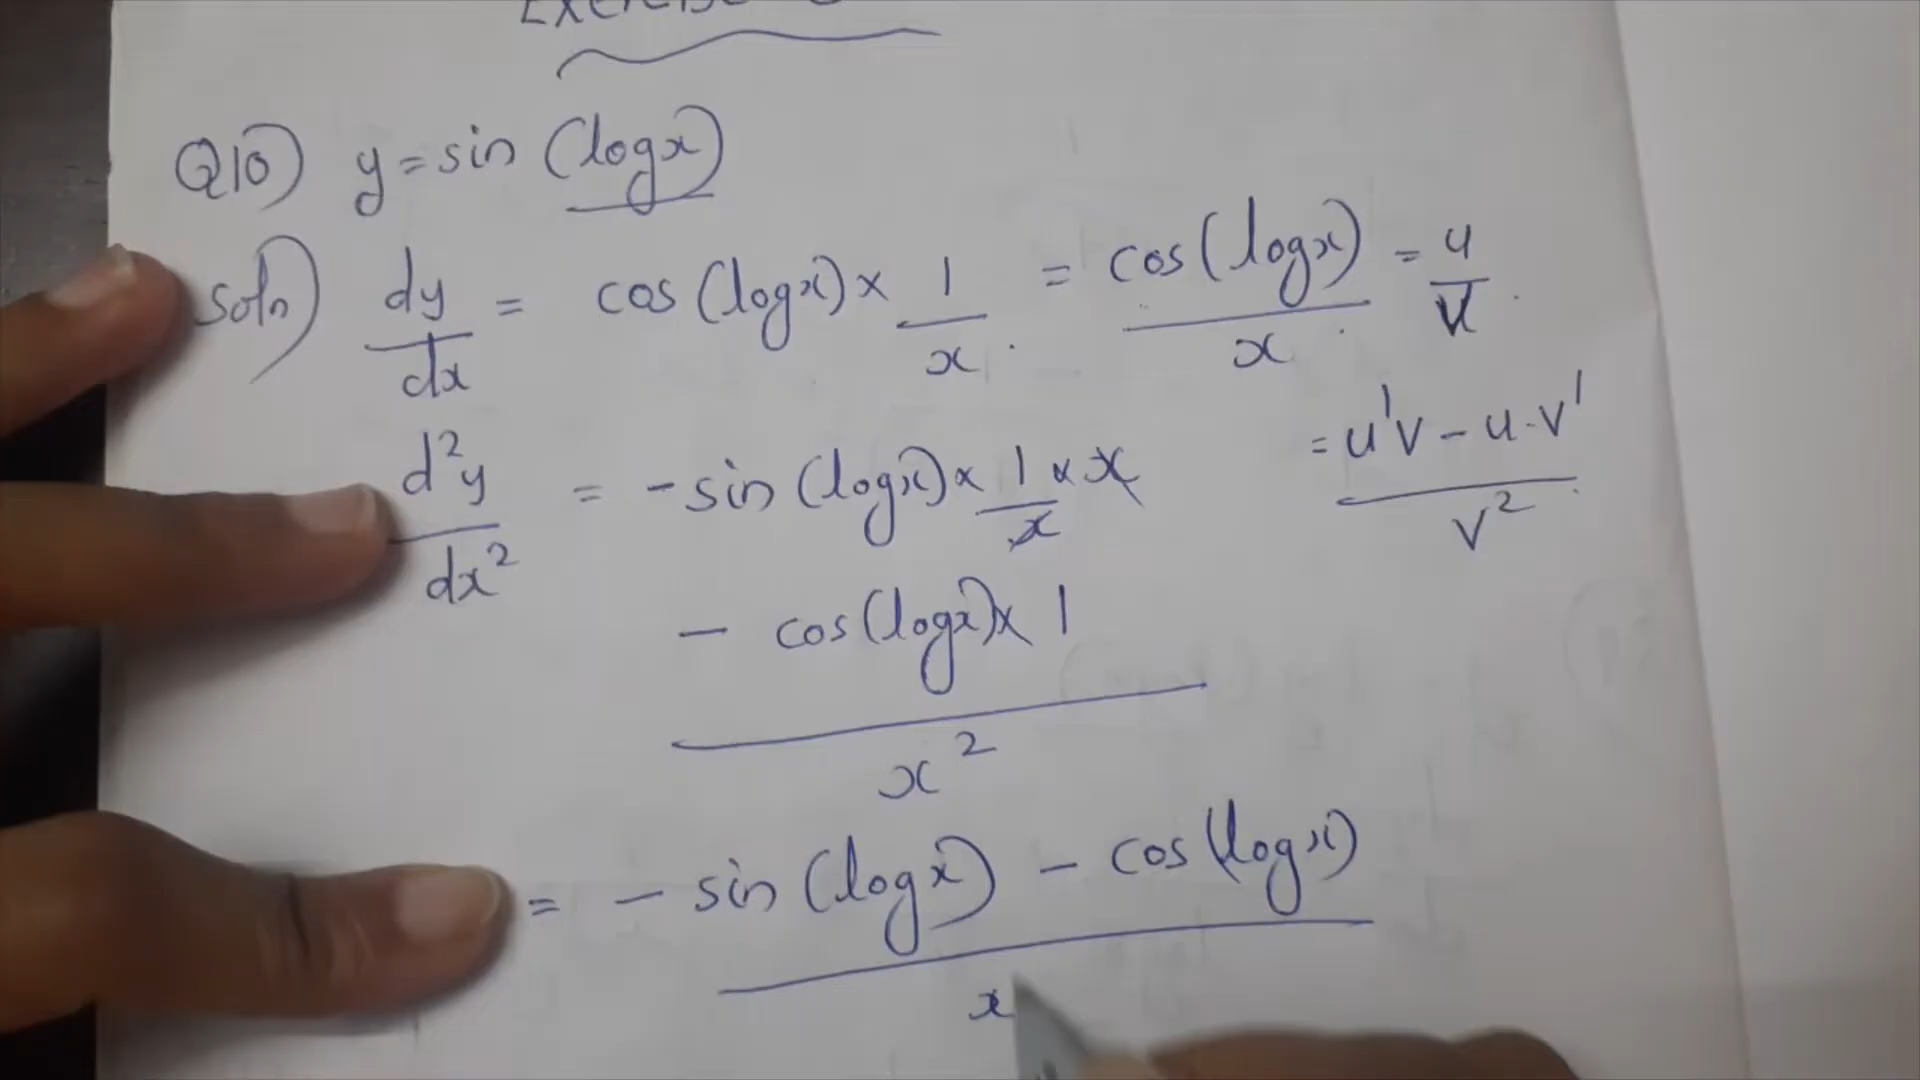 Q10) y = sin (log x)
Soln) dy/dx = cos (log x) × 1/x . = cos (log x)/x = u/v .
= u'v - u · v' / v²
d²y/dx² = - sin (log x) × 1/x × x
- cos (log x) × 1
x²
= - sin (log x) - cos (log x)
x